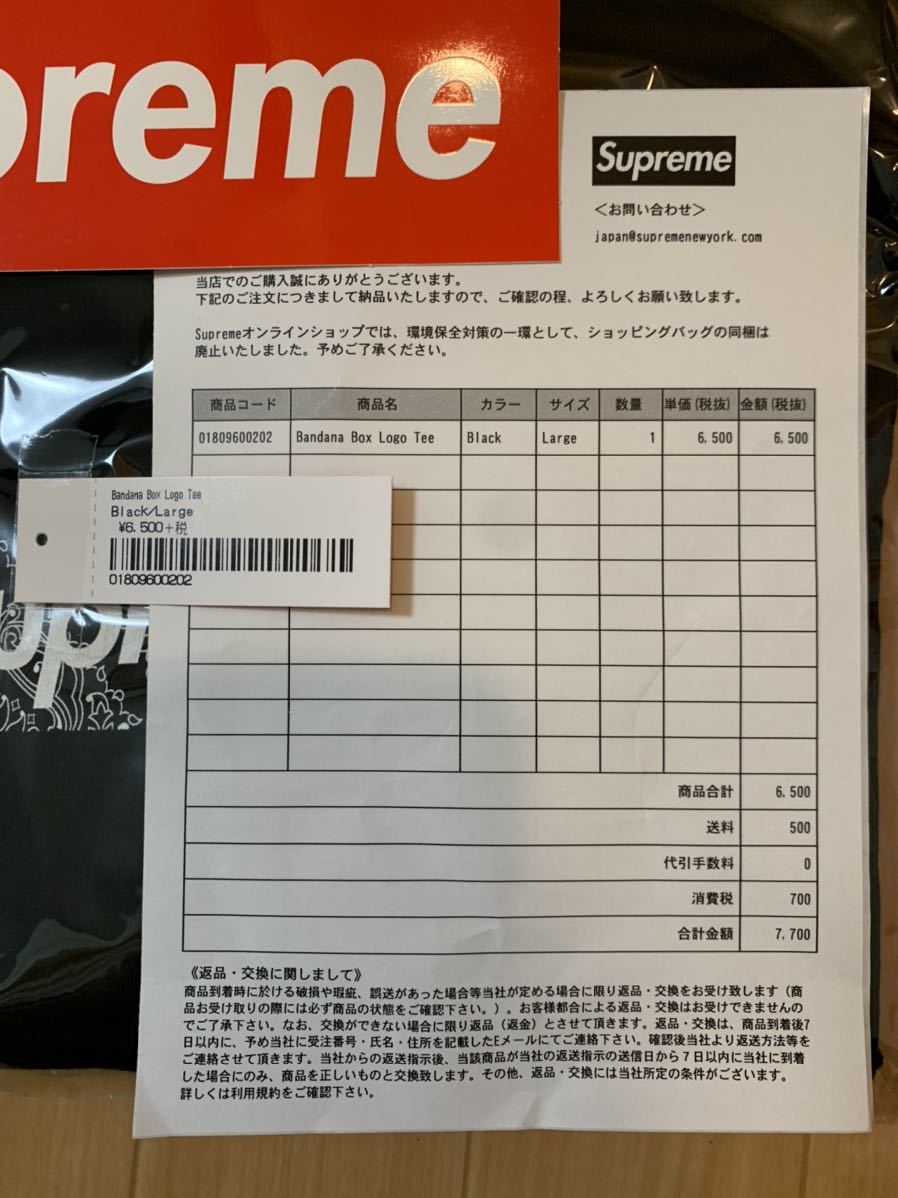 preme
Supreme
<お問い合わせ>
japan@supremenewyork.com
当店でのご購入誠にありがとうございます。
下記のご注文につきまして納品いたしますので、ご確認の程、よろしくお願い致します。
Supremeオンラインショップでは、環境保全対策の一環として、ショッピングバッグの同梱は
廃止いたしました。予めご了承ください。
商品コード 商品名 カラー サイズ 数量 単価(税抜) 金額(税抜)
01809600202 Bandana Box Logo Tee Black Large 1 6,500 6,500
Bandana Box Logo Tee
Black/Large
¥6,500+税
01809600202
upr
商品合計 6,500
送料 500
代引手数料 0
消費税 700
合計金額 7,700
《返品・交換に関しまして》
商品到着時に於ける破損や瑕疵、誤送があった場合等当社が定める場合に限り返品・交換をお受け致します(商
品お受け取りの際には必ず商品の状態をご確認下さい。)。お客様都合による返品・交換はお受けできませんの
でご了承下さい。なお、交換ができない場合に限り返品(返金)とさせて頂きます。返品・交換は、商品到着後7
日以内に、予め当社に受注番号・氏名・住所を記載したEメールにてご連絡下さい。確認後当社より返送方法等を
ご連絡させて頂きます。当社からの返送指示後、当該商品が当社の返送指示の送信日から7日以内に当社に到着
した場合にのみ、商品を正しいものと交換致します。その他、返品・交換には当社所定の条件がございます。
詳しくは利用規約をご確認下さい。